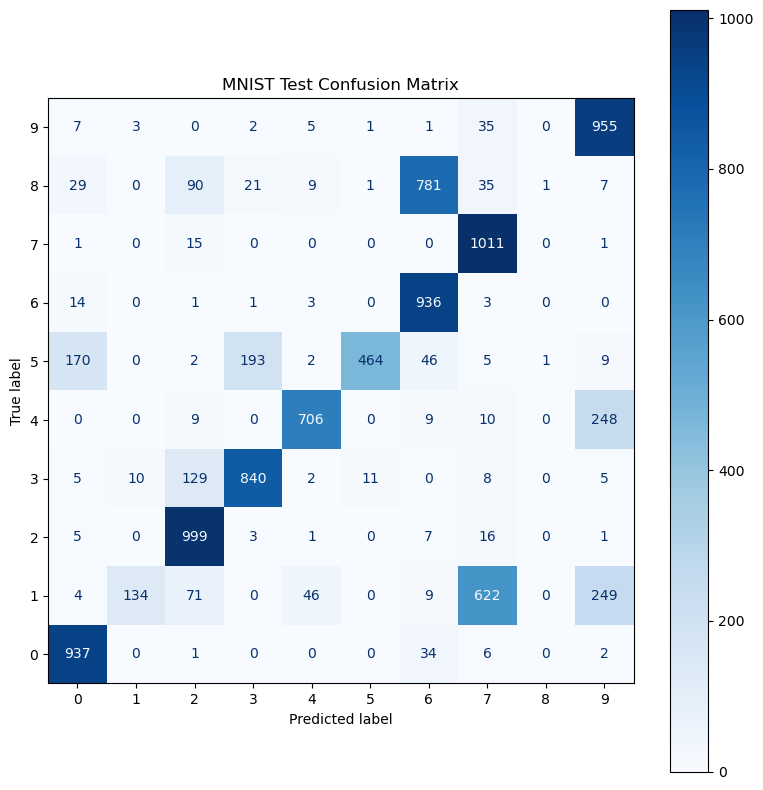 MNIST Test Confusion Matrix
True label
9 7 3 0 2 5 1 1 35 0 955
8 29 0 90 21 9 1 781 35 1 7
7 1 0 15 0 0 0 0 1011 0 1
6 14 0 1 1 3 0 936 3 0 0
5 170 0 2 193 2 464 46 5 1 9
4 0 0 9 0 706 0 9 10 0 248
3 5 10 129 840 2 11 0 8 0 5
2 5 0 999 3 1 0 7 16 0 1
1 4 134 71 0 46 0 9 622 0 249
0 937 0 1 0 0 0 34 6 0 2
0 1 2 3 4 5 6 7 8 9
Predicted label
1000
800
600
400
200
0